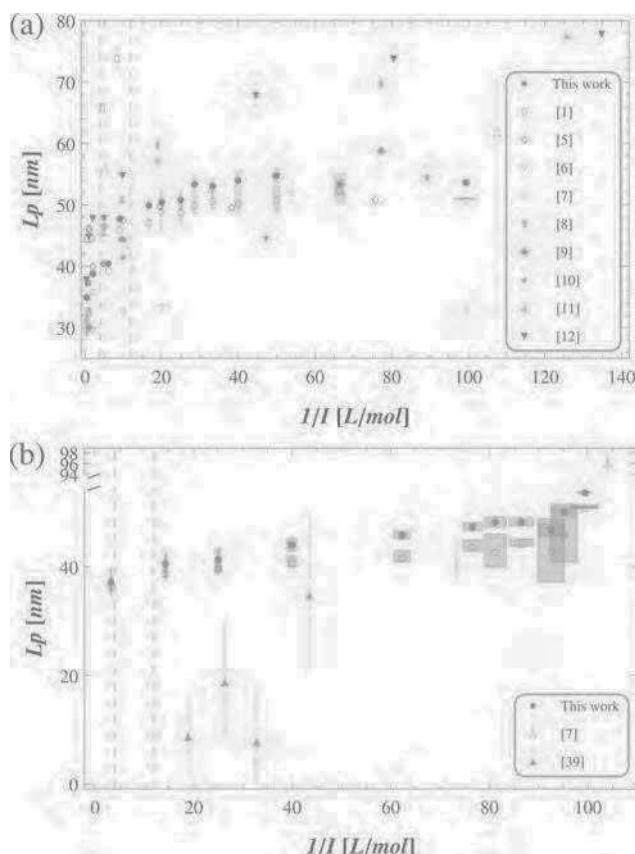 (a)
80
70
60
50
40
30
Lp [nm]
0 20 40 60 80 100 120 140
1/I [L/mol]
This work
[1]
[5]
[6]
[7]
[8]
[9]
[10]
[11]
[12]
(b)
98
96
94
40
20
0
Lp [nm]
0 20 40 60 80 100
1/I [L/mol]
This work
[7]
[39]